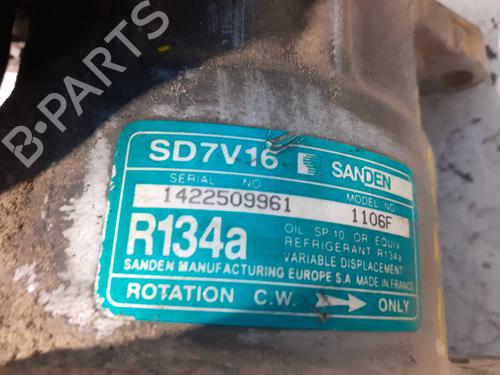 B-PARTS
SD7V16 SANDEN
SERIAL NO MODEL NO
1422509961 1106F
R134a
OIL SP-10 OR EQUIV
REFRIGERANT R134a
VARIABLE DISPLACEMENT
SANDEN MANUFACTURING EUROPE S.A MADE IN FRANCE
ROTATION C.W. ONLY